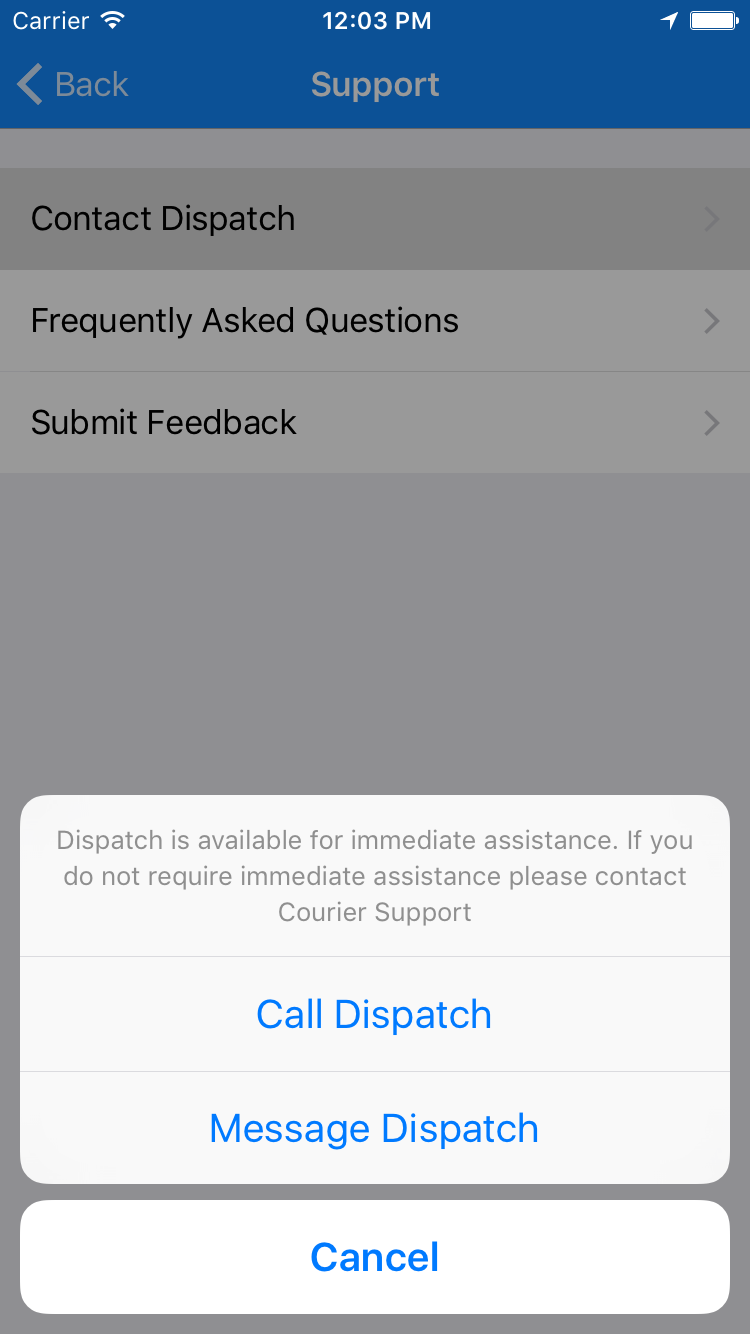 Carrier 12:03 PM
Back Support
Contact Dispatch
Frequently Asked Questions
Submit Feedback
Dispatch is available for immediate assistance. If you
do not require immediate assistance please contact
Courier Support
Call Dispatch
Message Dispatch
Cancel